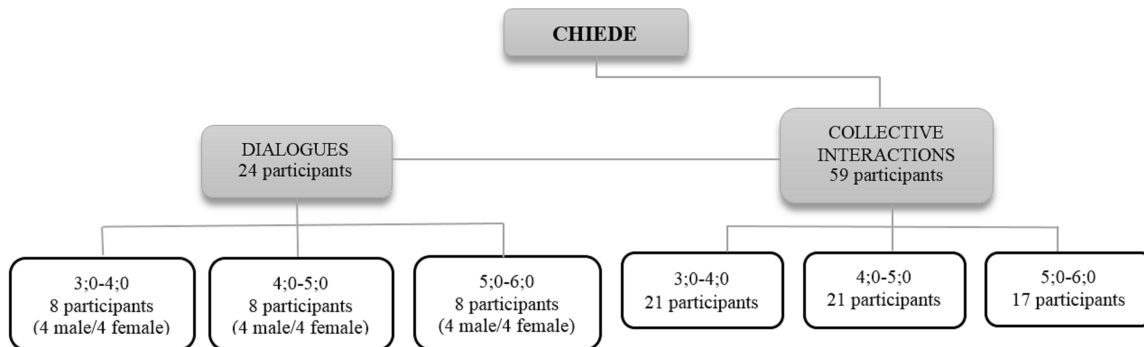 CHIEDE
DIALOGUES
24 participants
COLLECTIVE
INTERACTIONS
59 participants
3;0-4;0
8 participants
(4 male/4 female)
4;0-5;0
8 participants
(4 male/4 female)
5;0-6;0
8 participants
(4 male/4 female)
3;0-4;0
21 participants
4;0-5;0
21 participants
5;0-6;0
17 participants